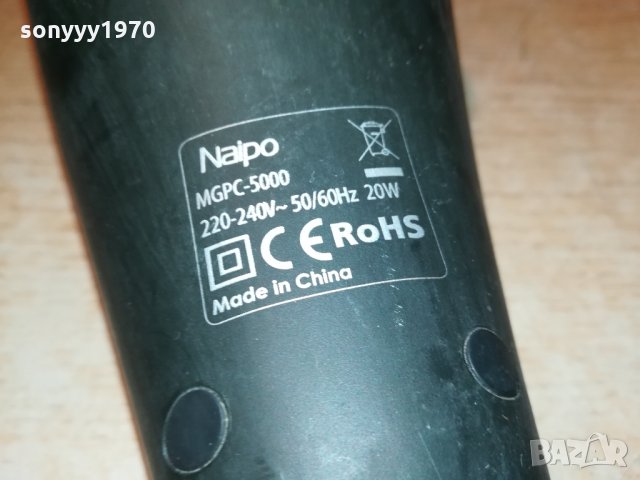 sonyyy1970
Naipo
MGPC-5000
220-240V~ 50/60Hz 20W
CE RoHS
Made in China
BAZAR